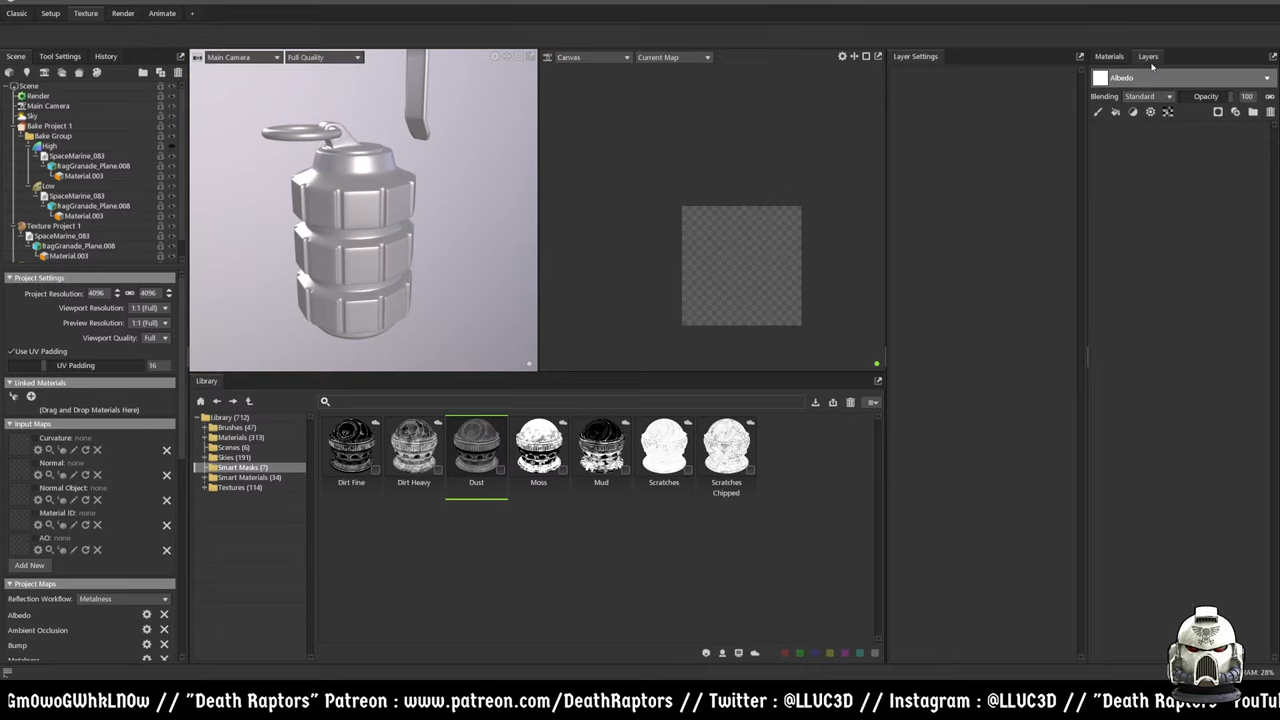 Classic Setup Texture Render Animate +
Scene Tool Settings History
Main Camera Full Quality
Canvas Current Map
Layer Settings
Materials Layers
Albedo
Blending Standard Opacity 100
Scene
Render
Main Camera
Sky
Bake Project 1
Bake Group
High
SpaceMarine_083
fragGranade_Plane.008
Material.003
Low
SpaceMarine_083
fragGranade_Plane.008
Material.003
Texture Project 1
SpaceMarine_083
fragGranade_Plane.008
Material.003
Project Settings
Project Resolution: 4096 4096
Viewport Resolution: 1:1 (Full)
Preview Resolution: 1:1 (Full)
Viewport Quality: Full
Use UV Padding
UV Padding 16
Linked Materials
(Drag and Drop Materials Here)
Input Maps
Curvature: none
Normal: none
Normal Object: none
Material ID: none
AO: none
Add New
Project Maps
Reflection Workflow: Metalness
Albedo
Ambient Occlusion
Bump
Library
Library (712)
Brushes (47)
Materials (313)
Scenes (6)
Skies (191)
Smart Masks (7)
Smart Materials (34)
Textures (114)
Dirt Fine Dirt Heavy Dust Moss Mud Scratches Scratches Chipped
RAM: 28%
// "Death Raptors" Patreon : www.patreon.com/DeathRaptors // Twitter : @LLUC3D // Instagram : @LLUC3D // "Death Raptors"